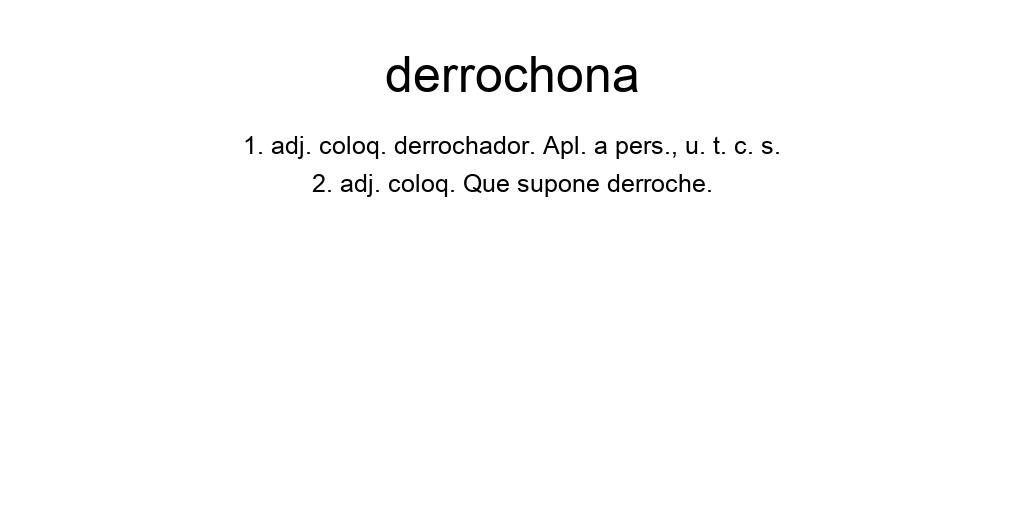 derrochona
1. adj. coloq. derrochador. Apl. a pers., u. t. c. s.
2. adj. coloq. Que supone derroche.